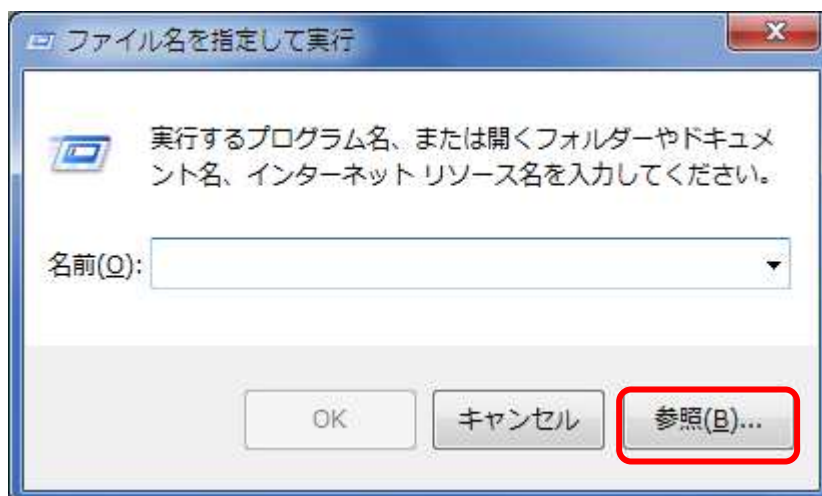 ファイル名を指定して実行
実行するプログラム名、または開くフォルダーやドキュメ
ント名、インターネット リソース名を入力してください。
名前(O):
OK
キャンセル
参照(B)...